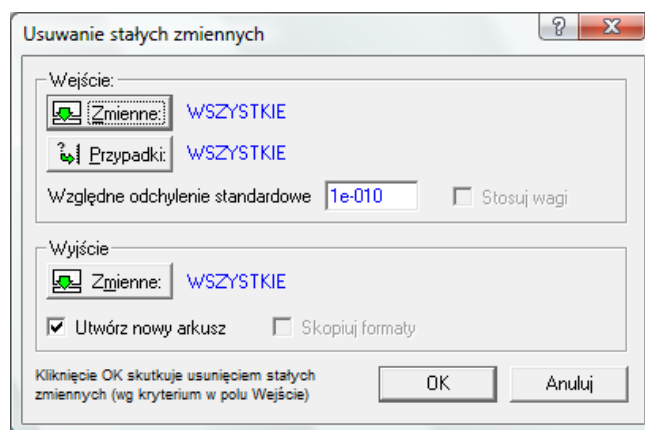 Usuwanie stałych zmiennych
Wejście:
Zmienne: WSZYSTKIE
Przypadki: WSZYSTKIE
Względne odchylenie standardowe 1e-010 Stosuj wagi
Wyjście
Zmienne: WSZYSTKIE
Utwórz nowy arkusz Skopiuj formaty
Kliknięcie OK skutkuje usunięciem stałych
zmiennych (wg kryterium w polu Wejście)
OK Anuluj